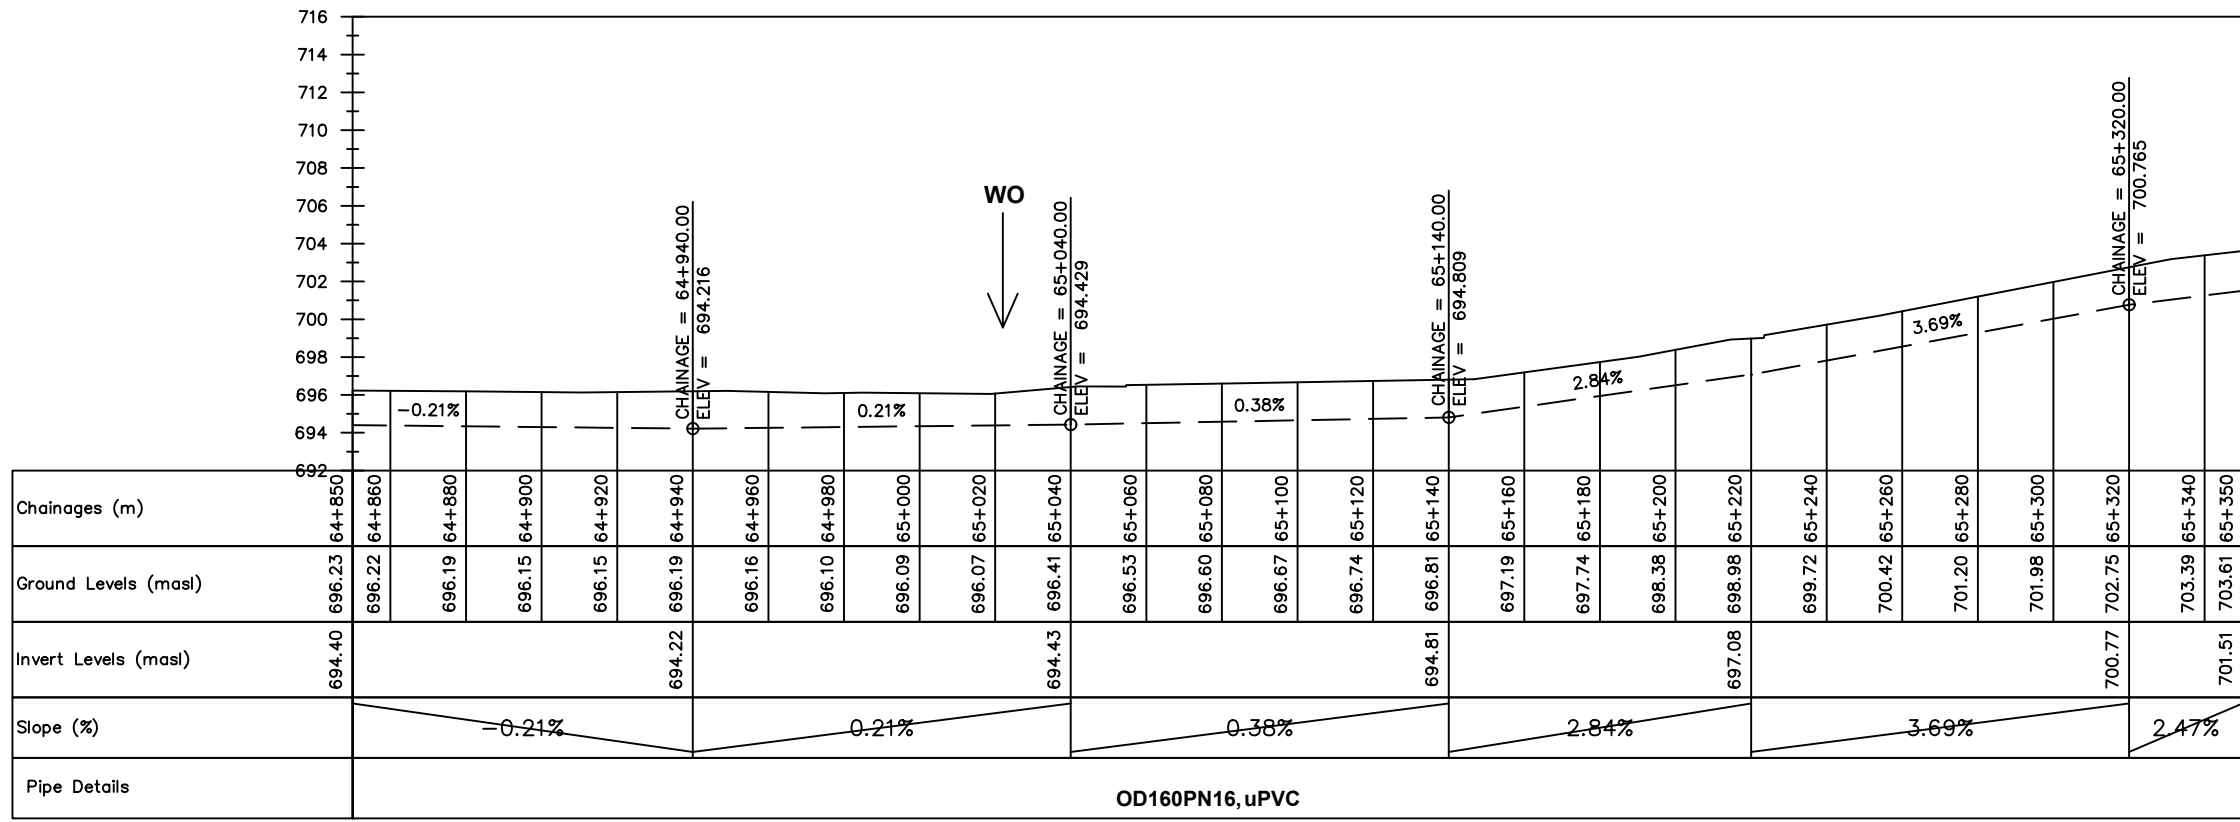 716
714
712
710
708
706
704
702
700
698
696
694
692
WO
CHAINAGE = 64+940.00
ELEV = 694.216
CHAINAGE = 65+040.00
ELEV = 694.429
CHAINAGE = 65+140.00
ELEV = 694.809
CHAINAGE = 65+320.00
ELEV = 700.765
-0.21% 0.21% 0.38% 2.84% 3.69%
Chainages (m) 64+850 64+860 64+880 64+900 64+920 64+940 64+960 64+980 65+000 65+020 65+040 65+060 65+080 65+100 65+120 65+140 65+160 65+180 65+200 65+220 65+240 65+260 65+280 65+300 65+320 65+340 65+350
Ground Levels (masl) 696.23 696.22 696.19 696.15 696.15 696.19 696.16 696.10 696.09 696.07 696.41 696.53 696.60 696.67 696.74 696.81 697.19 697.74 698.38 698.98 699.72 700.42 701.20 701.98 702.75 703.39 703.61
Invert Levels (masl) 694.40 694.22 694.43 694.81 697.08 700.77 701.51
Slope (%) -0.21% 0.21% 0.38% 2.84% 3.69% 2.47%
Pipe Details OD160PN16, uPVC